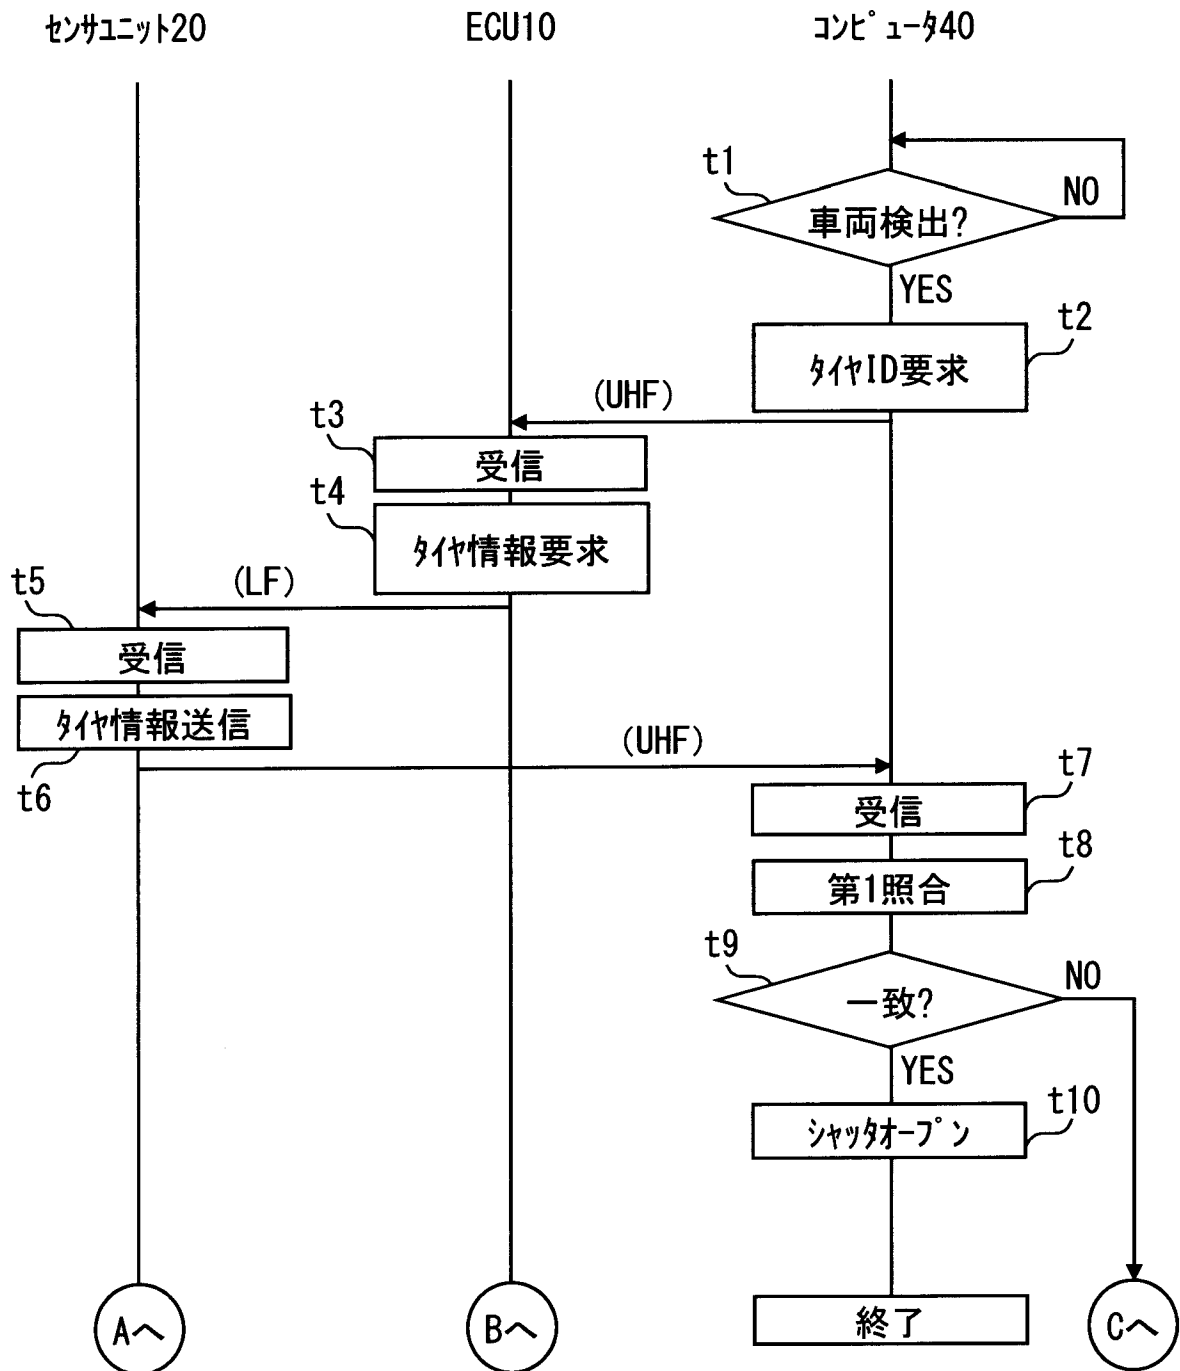 センサユニット20
ECU10
コンピュータ40
t1
車両検出?
NO
YES
t2
タイヤID要求
(UHF)
t3
受信
t4
タイヤ情報要求
(LF)
t5
受信
タイヤ情報送信
t6
(UHF)
t7
受信
t8
第1照合
t9
一致?
NO
YES
t10
シャッタオープン
Aへ
Bへ
終了
Cへ